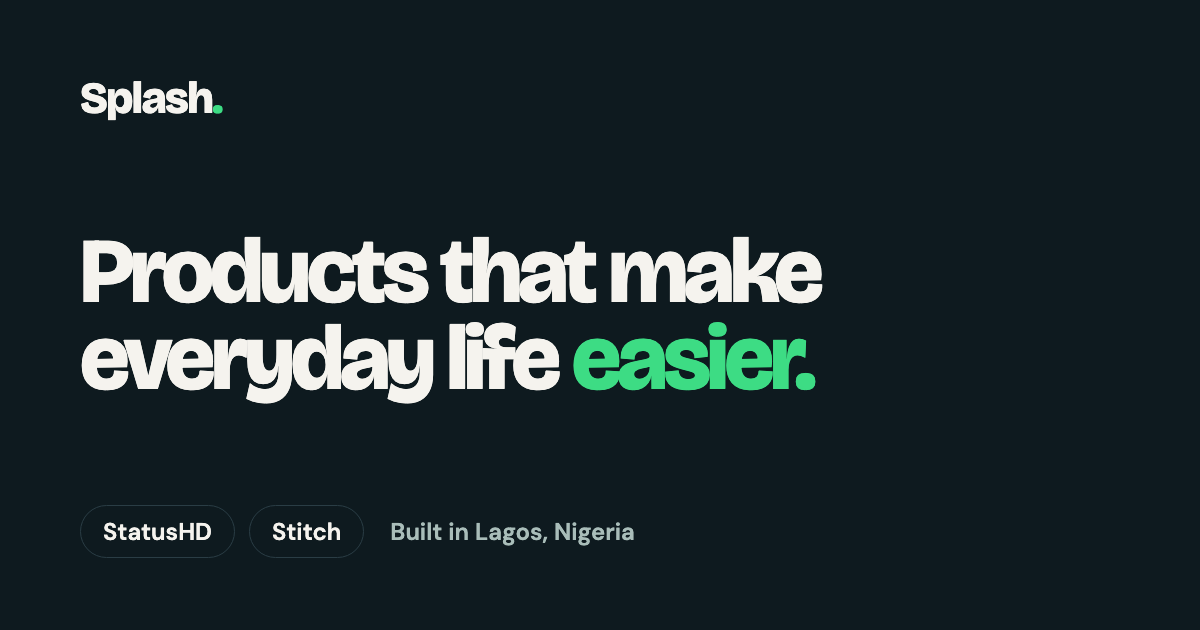 Splash.
Products that make
everyday life easier.
StatusHD Stitch Built in Lagos, Nigeria